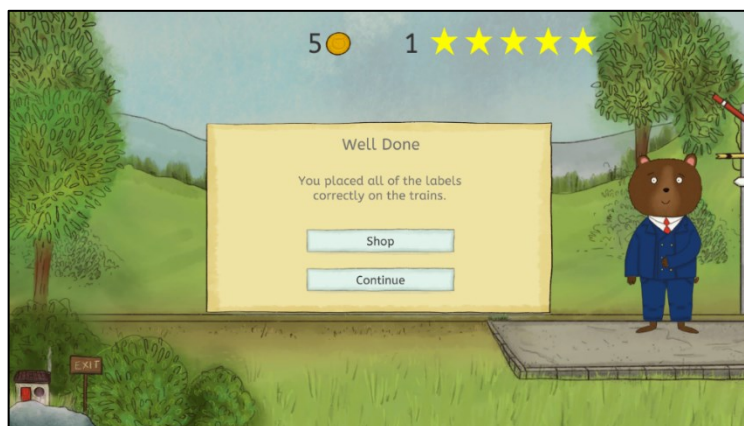 5 1
Well Done
You placed all of the labels
correctly on the trains.
Shop
Continue
EXIT